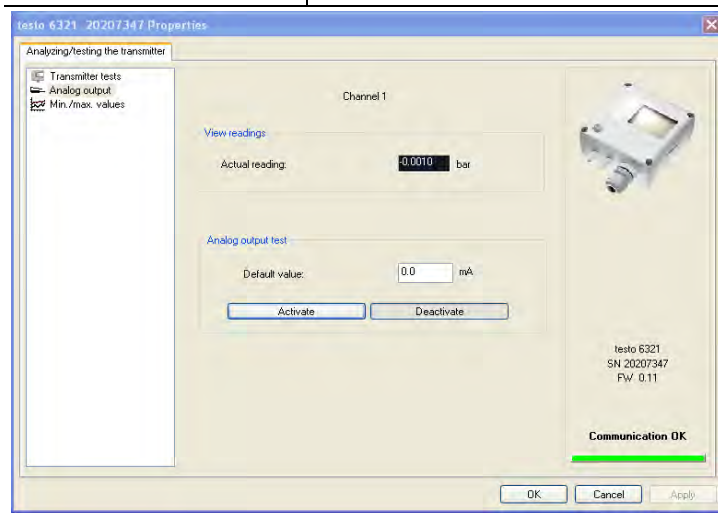 testo 6321 20207347 Properties
Analyzing/testing the transmitter
Transmitter tests
Analog output
Min./max. values
Channel 1
View readings
Actual reading: -0.0010 bar
Analog output test
Default value: 0.0 mA
Activate Deactivate
testo 6321
SN 20207347
FW 0.11
Communication OK
OK Cancel Apply